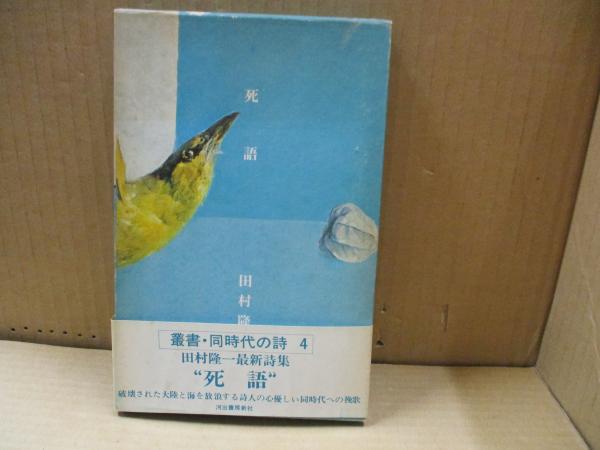 死語
田村隆
叢書・同時代の詩 4
田村隆一最新詩集
“死語”
破壊された大陸と海を放浪する詩人の心優しい同時代への挽歌
河出書房新社